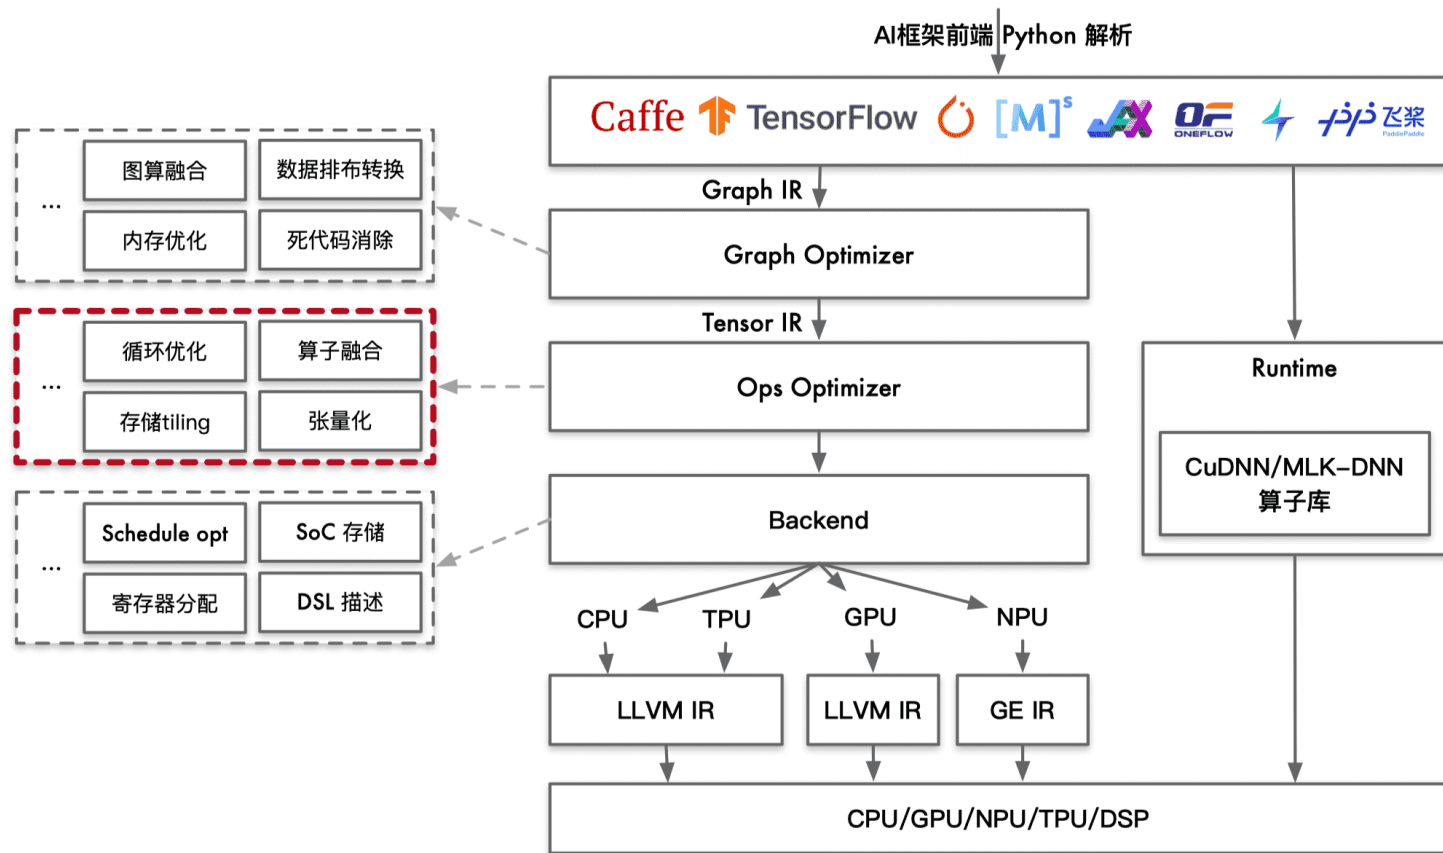 AI框架前端 Python 解析
Caffe TensorFlow [M]s JAX ONEFLOW 飞桨
PaddlePaddle
Graph IR
Graph Optimizer
Tensor IR
Ops Optimizer
Backend
CPU TPU GPU NPU
LLVM IR LLVM IR GE IR
CPU/GPU/NPU/TPU/DSP
Runtime
CuDNN/MLK-DNN
算子库
... 图算融合 数据排布转换
内存优化 死代码消除
... 循环优化 算子融合
存储tiling 张量化
... Schedule opt SoC 存储
寄存器分配 DSL 描述